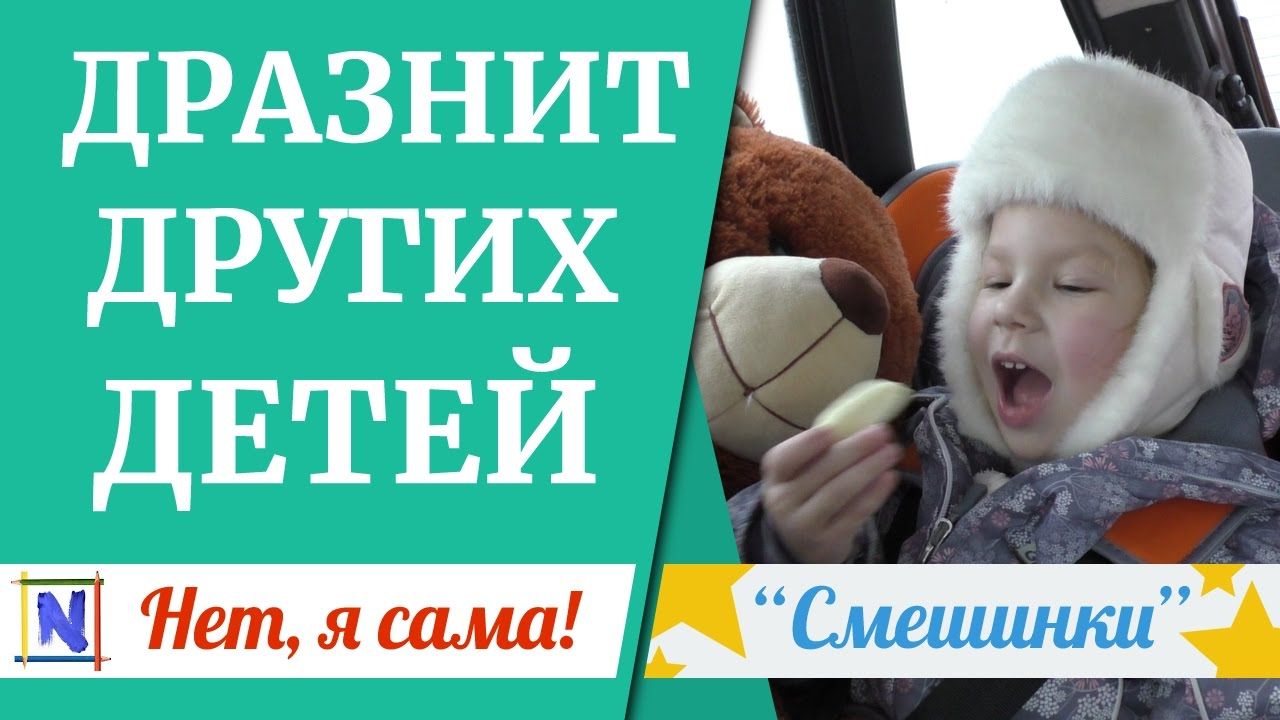 ДРАЗНИТ
ДРУГИХ
ДЕТЕЙ
N
Нет, я сама!
“Смешинки”